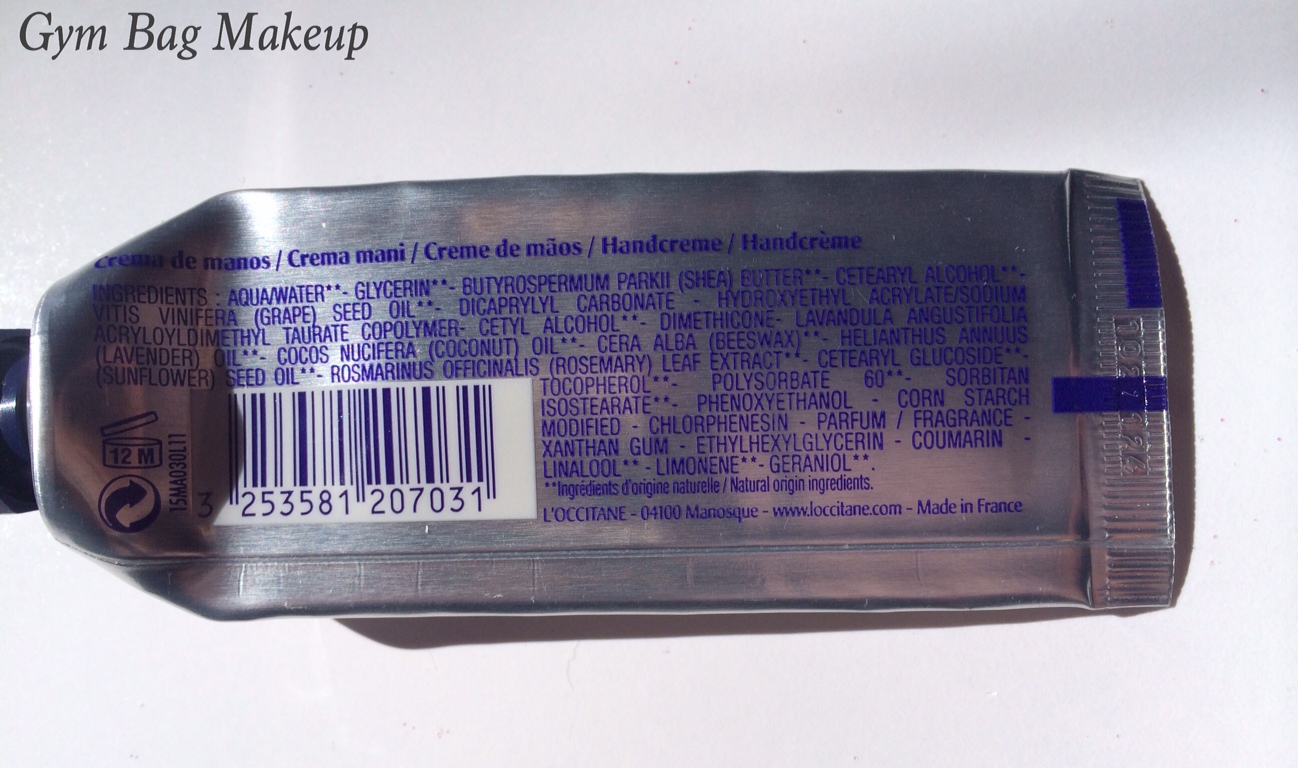 Gym Bag Makeup
Crema de manos / Crema mani / Creme de mãos / Handcreme / Handcrème
INGREDIENTS : AQUA/WATER**- GLYCERIN**- BUTYROSPERMUM PARKII (SHEA) BUTTER**- CETEARYL ALCOHOL**-
VITIS VINIFERA (GRAPE) SEED OIL**- DICAPRYLYL CARBONATE - HYDROXYETHYL ACRYLATE/SODIUM
ACRYLOYLDIMETHYL TAURATE COPOLYMER- CETYL ALCOHOL**- DIMETHICONE- LAVANDULA ANGUSTIFOLIA
(LAVENDER) OIL**- COCOS NUCIFERA (COCONUT) OIL**- CERA ALBA (BEESWAX)**- HELIANTHUS ANNUUS
(SUNFLOWER) SEED OIL**- ROSMARINUS OFFICINALIS (ROSEMARY) LEAF EXTRACT**- CETEARYL GLUCOSIDE**-
TOCOPHEROL**- POLYSORBATE 60**- SORBITAN
ISOSTEARATE**- PHENOXYETHANOL - CORN STARCH
MODIFIED - CHLORPHENESIN - PARFUM / FRAGRANCE -
XANTHAN GUM - ETHYLHEXYLGLYCERIN - COUMARIN -
LINALOOL** - LIMONENE**- GERANIOL**.
**Ingrédients d'origine naturelle / Natural origin ingredients.
L'OCCITANE - 04100 Manosque - www.loccitane.com - Made in France
12 M
15MA030L11
3 253581 207031